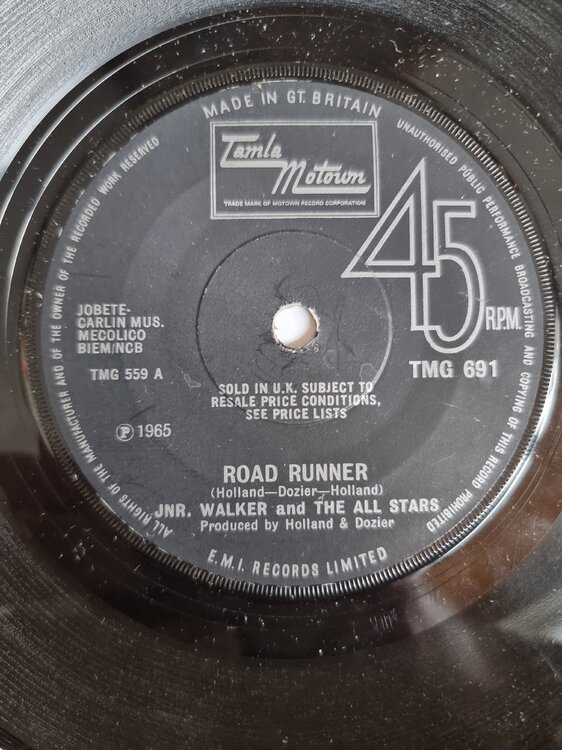 MADE IN GT. BRITAIN
UNAUTHORISED PUBLIC PERFORMANCE BROADCASTING AND COPYING OF THIS RECORD PROHIBITED
ALL RIGHTS OF THE MANUFACTURER AND OF THE OWNER OF THE RECORDED WORK RESERVED
Tamla
Motown
TRADE MARK OF MOTOWN RECORD CORPORATION
45
R.P.M.
JOBETE-
CARLIN MUS.
MECOLICO
BIEM/NCB
TMG 559 A
TMG 691
SOLD IN U.K. SUBJECT TO
RESALE PRICE CONDITIONS,
SEE PRICE LISTS
Ⓟ 1965
ROAD RUNNER
(Holland—Dozier—Holland)
JNR. WALKER and THE ALL STARS
Produced by Holland & Dozier
E.M.I. RECORDS LIMITED